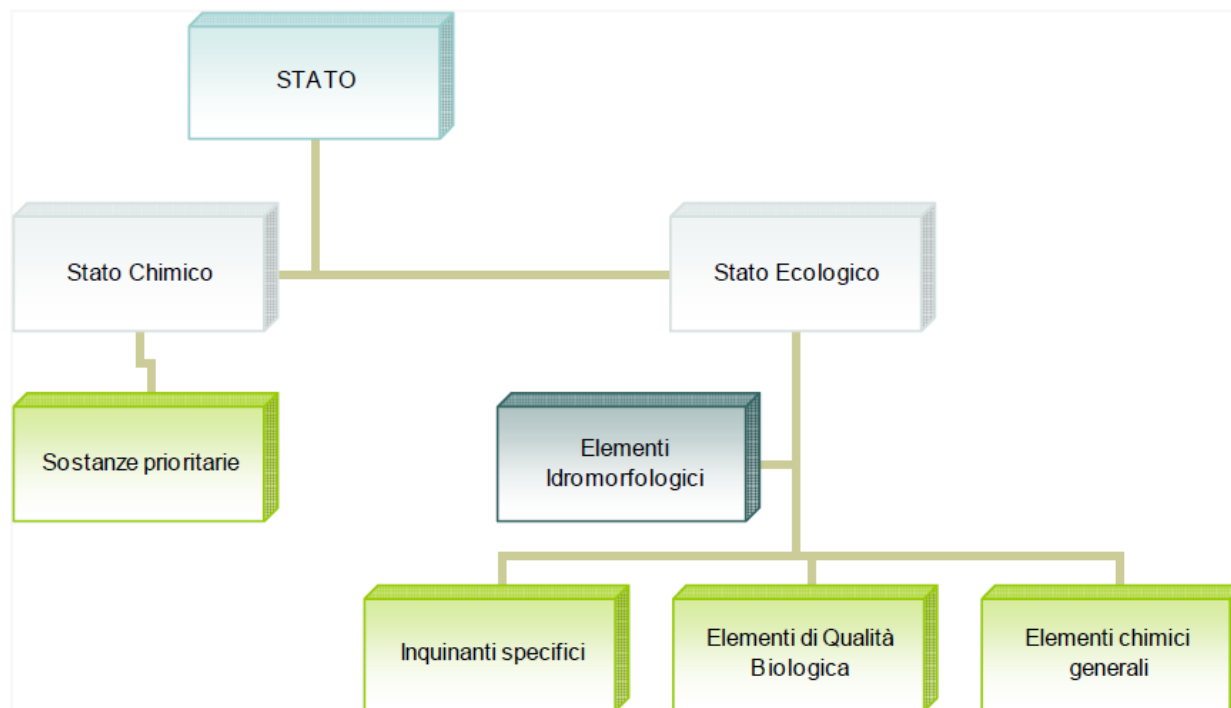 STATO
Stato Chimico
Stato Ecologico
Sostanze prioritarie
Elementi
Idromorfologici
Inquinanti specifici
Elementi di Qualità
Biologica
Elementi chimici
generali